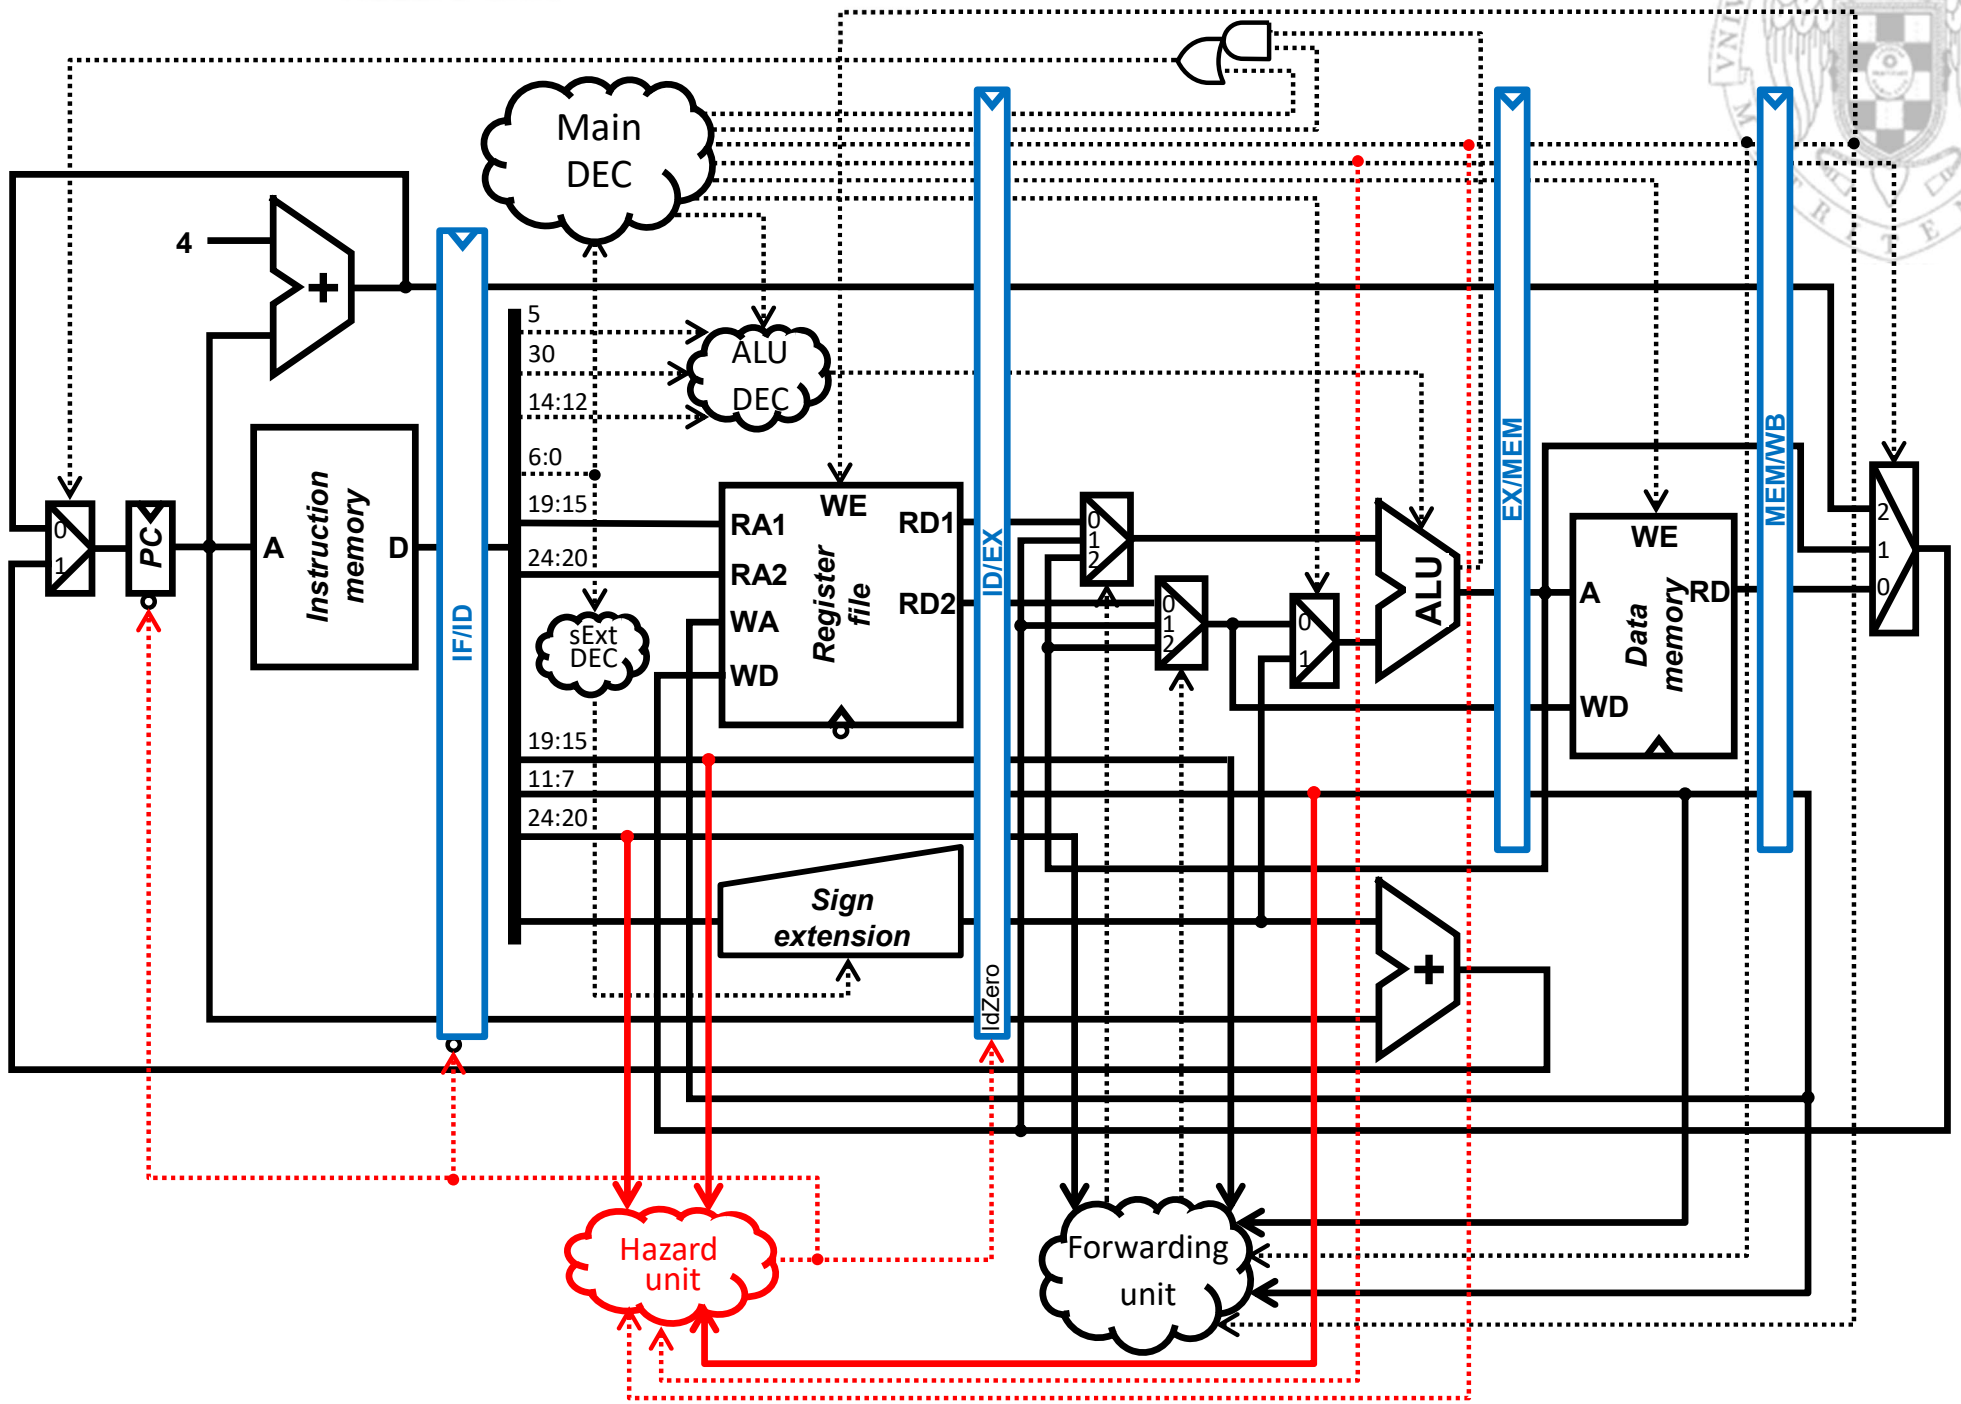 Main
DEC
4
5
30
14:12
6:0
19:15
24:20
ALU
DEC
sExt
DEC
0
1
PC
A
Instruction
memory
D
IF/ID
RA1
RA2
WA
WD
WE
Register
file
RD1
RD2
ID/EX
ldZero
0
1
2
0
1
2
0
1
ALU
EX/MEM
A
WD
WE
Data
memory
RD
MEM/WB
2
1
0
19:15
11:7
24:20
Sign
extension
+
+
Hazard
unit
Forwarding
unit
VNIV
M
R
I
T
E